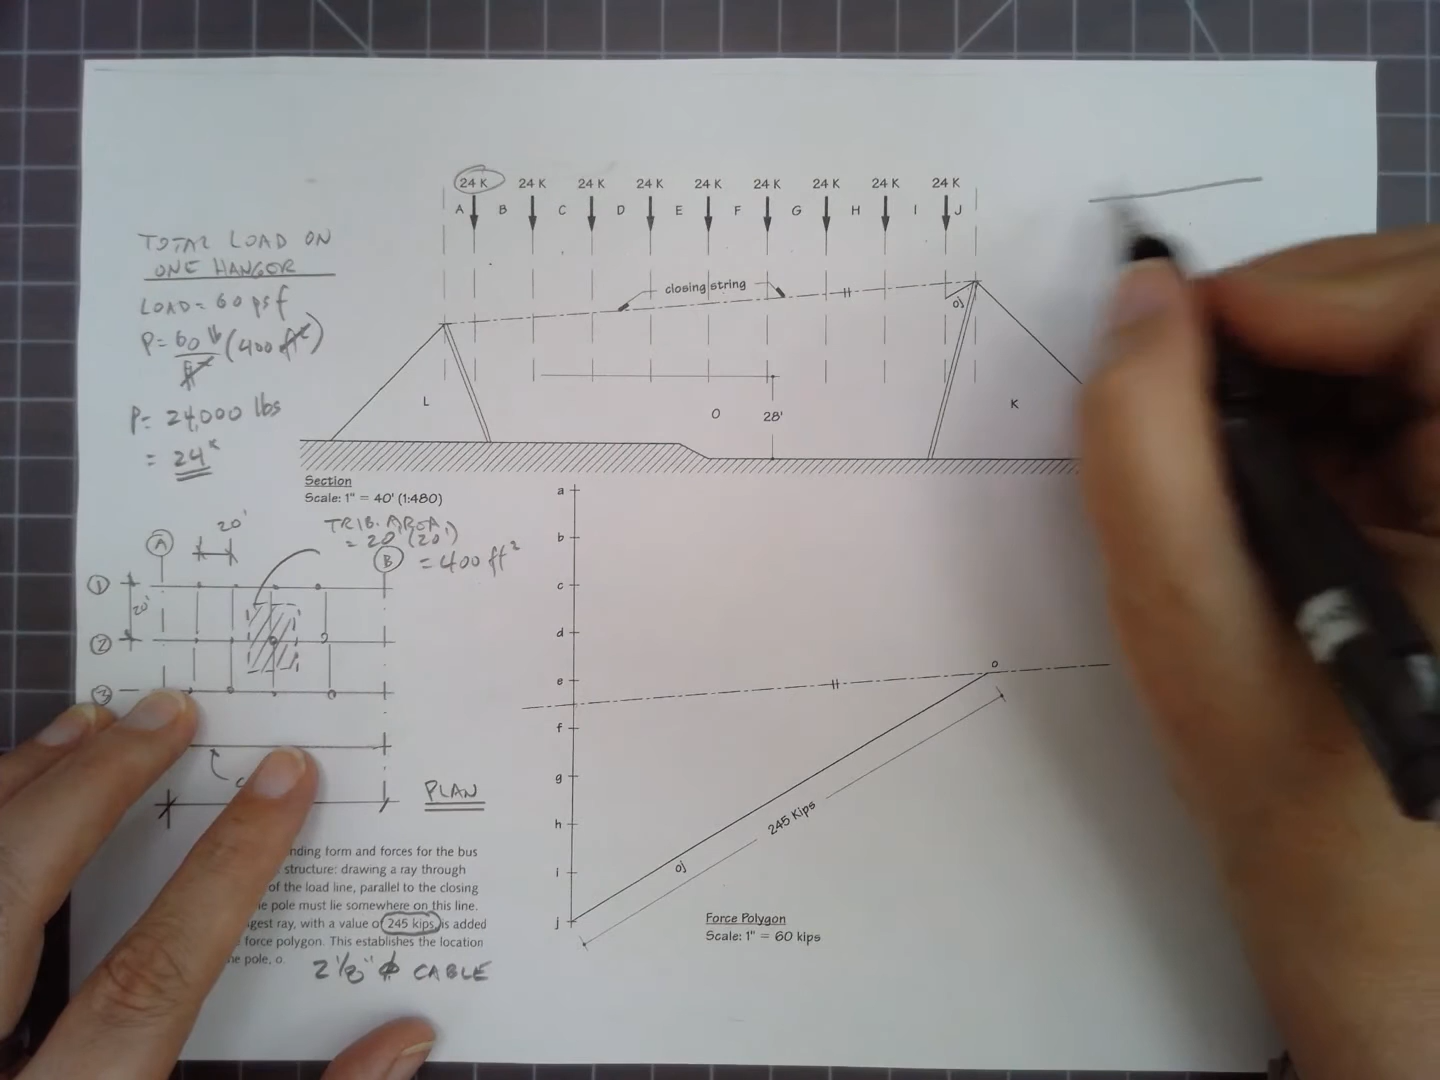 24 K 24 K 24 K 24 K 24 K 24 K 24 K 24 K 24 K
A B C D E F G H I J
TOTAL LOAD ON
ONE HANGER
LOAD = 60 psf
P = 60 lb (400 ft²)
ft²
P = 24,000 lbs
= 24ᴷ
closing string
oj
L
O
28'
K
Section
Scale: 1" = 40' (1:480)
TRIB. AREA
= 20' (20')
= 400 ft²
20'
A
B
1
20'
2
3
PLAN
a
b
c
d
e
f
g
h
i
j
o
oj
245 Kips
Force Polygon
Scale: 1" = 60 kips
nding form and forces for the bus
structure: drawing a ray through
of the load line, parallel to the closing
e pole must lie somewhere on this line.
gest ray, with a value of 245 kips, is added
force polygon. This establishes the location
he pole, o.
2 1/8" ϕ CABLE